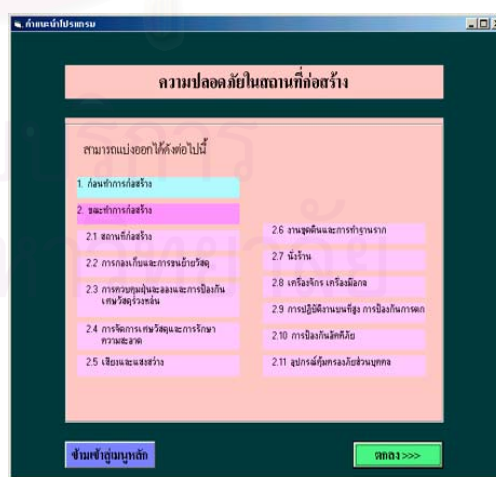 คำแนะนำโปรแกรม
ความปลอดภัยในสถานที่ก่อสร้าง
สามารถแบ่งออกได้ดังต่อไปนี้
1. ก่อนทำการก่อสร้าง
2. ขณะทำการก่อสร้าง
2.1 สถานที่ก่อสร้าง
2.2 การกองเก็บและการขนย้ายวัสดุ
2.3 การควบคุมฝุ่นละอองและการป้องกัน
เศษวัสดุร่วงหล่น
2.4 การจัดการเศษวัสดุและการรักษา
ความสะอาด
2.5 เสียงและแสงสว่าง
2.6 งานขุดดินและการทำฐานราก
2.7 นั่งร้าน
2.8 เครื่องจักร เครื่องมือกล
2.9 การปฏิบัติงานบนที่สูง การป้องกันการตก
2.10 การป้องกันอัคคีภัย
2.11 อุปกรณ์คุ้มครองภัยส่วนบุคคล
ข้ามเข้าสู่เมนูหลัก
ตกลง >>>